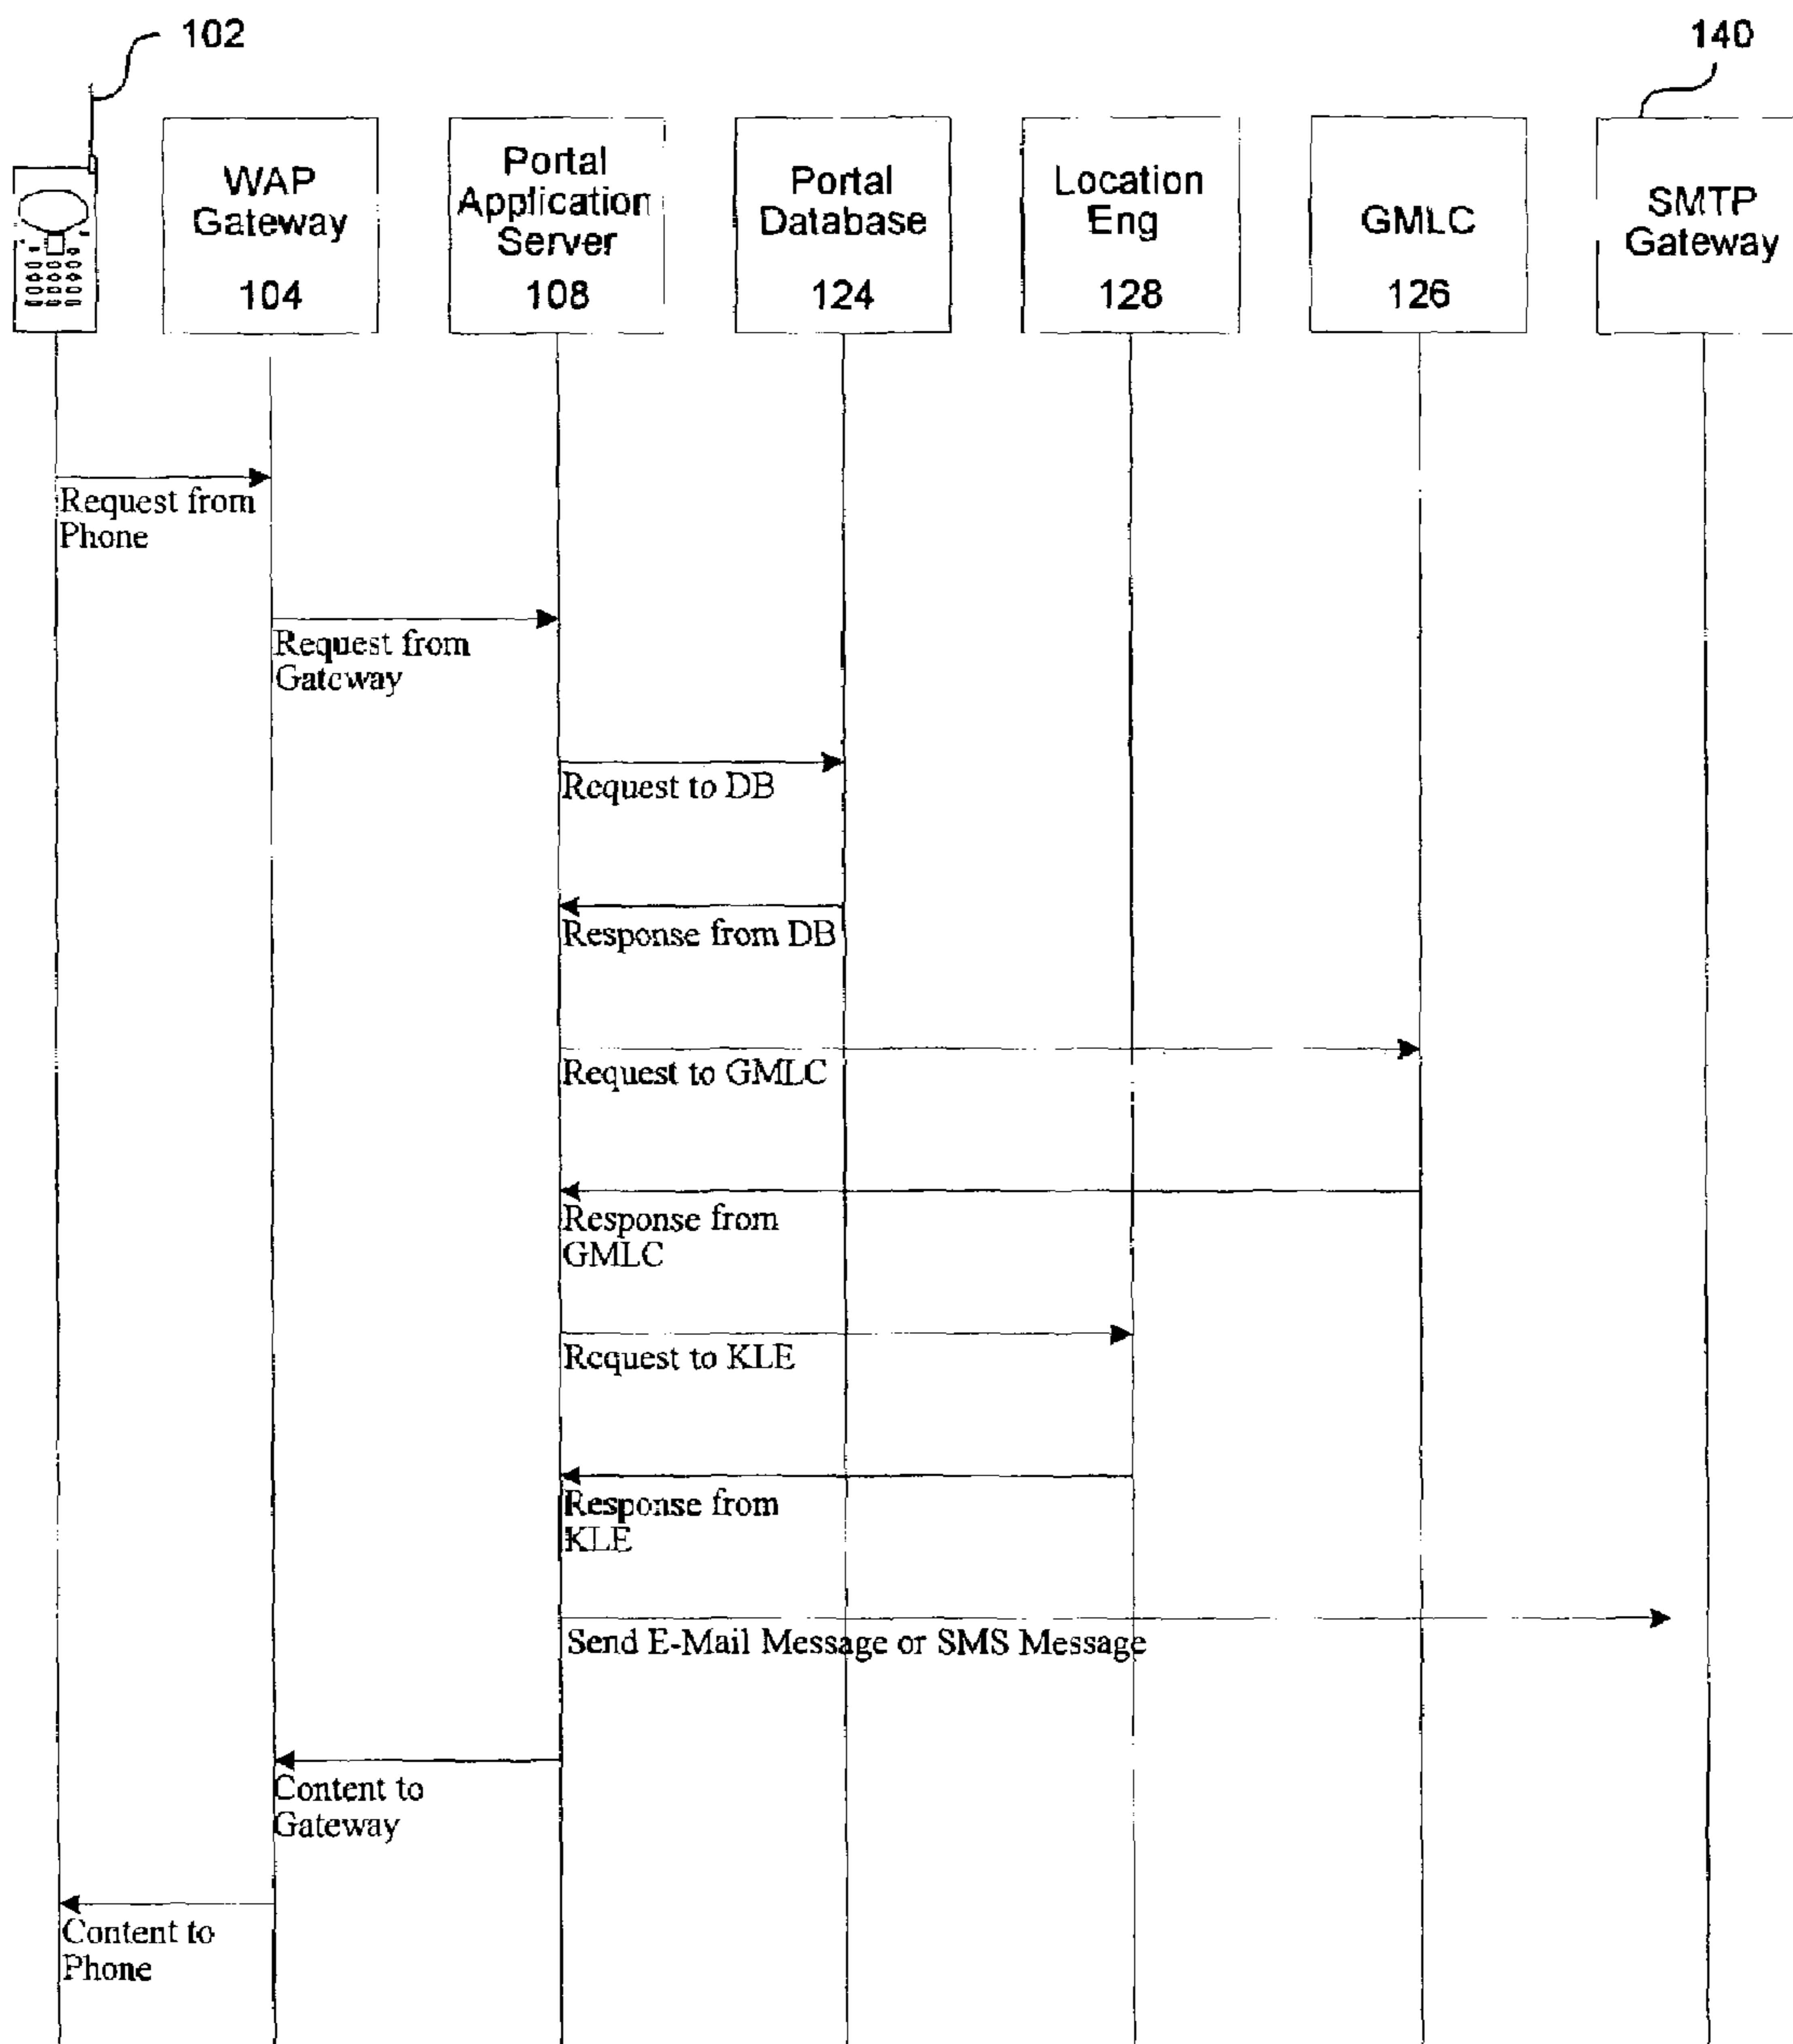 102
140
WAP
Gateway
104
Portal
Application
Server
108
Portal
Database
124
Location
Eng
128
GMLC
126
SMTP
Gateway
Request from
Phone
Request from
Gateway
Request to DB
Response from DB
Request to GMLC
Response from
GMLC
Request to KLE
Response from
KLE
Send E-Mail Message or SMS Message
Content to
Gateway
Content to
Phone